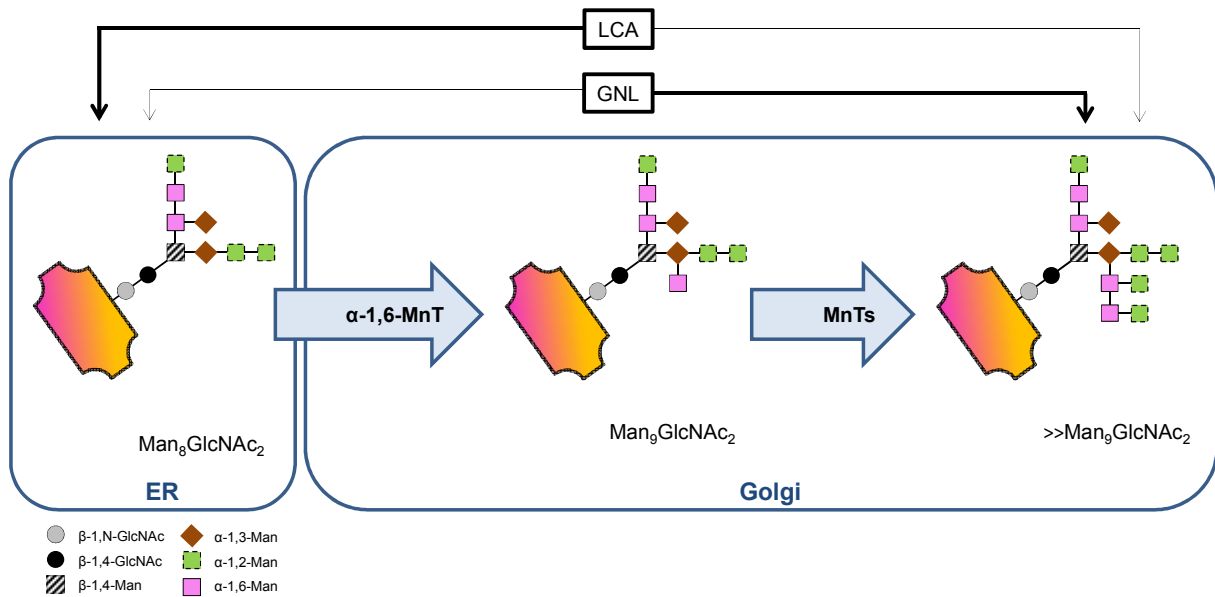 LCA
GNL
α-1,6-MnT
MnTs
Man₈GlcNAc₂
Man₉GlcNAc₂
>>Man₉GlcNAc₂
ER
Golgi
β-1,N-GlcNAc
α-1,3-Man
β-1,4-GlcNAc
α-1,2-Man
β-1,4-Man
α-1,6-Man